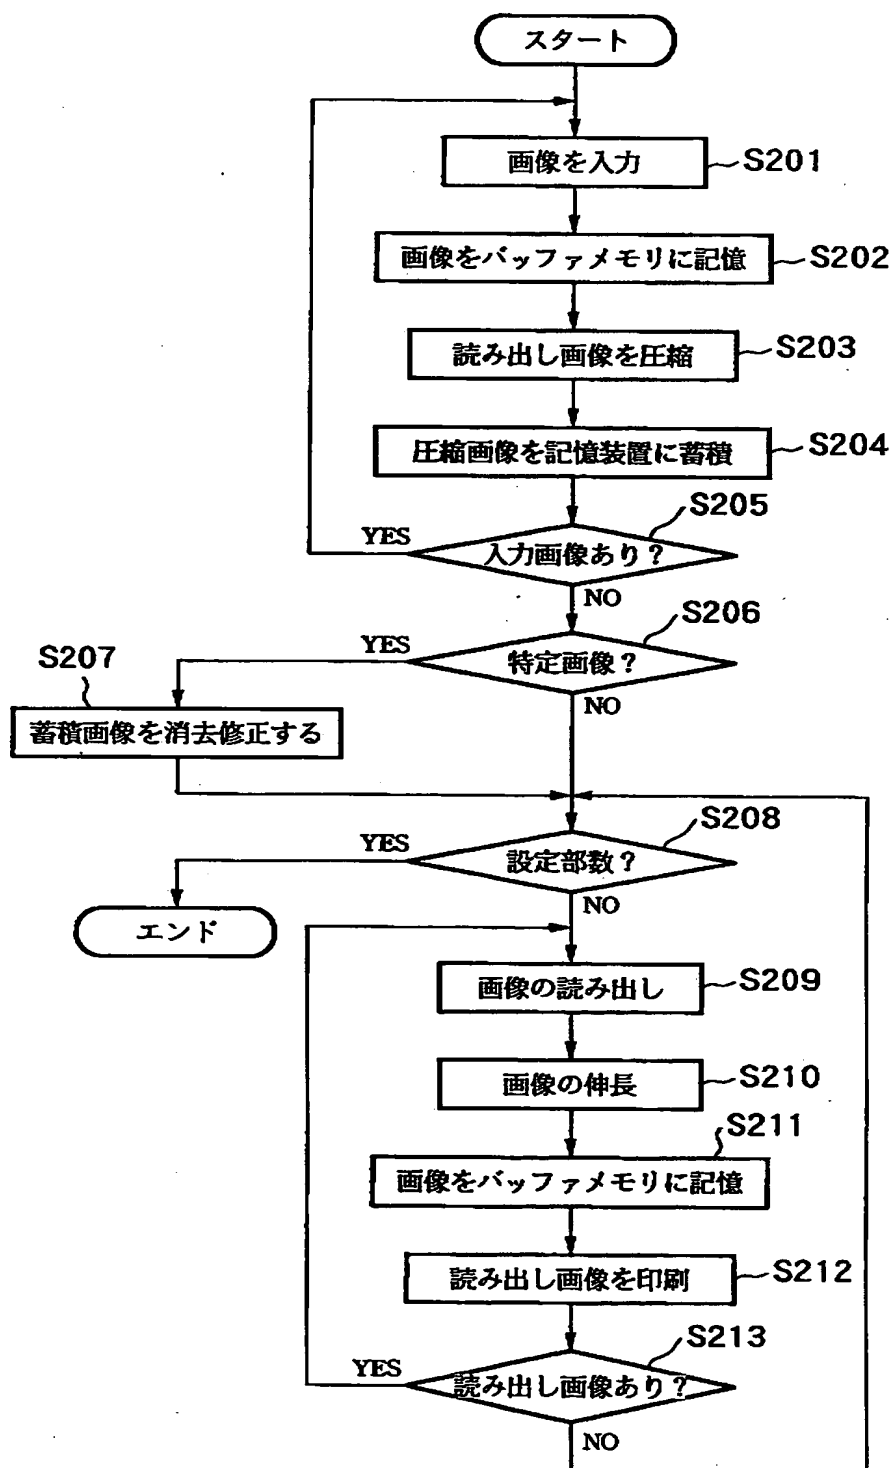 スタート
画像を入力
S201
画像をバッファメモリに記憶
S202
読み出し画像を圧縮
S203
圧縮画像を記憶装置に蓄積
S204
S205
YES
入力画像あり?
NO
S206
YES
特定画像?
NO
S207
蓄積画像を消去修正する
S208
YES
設定部数?
NO
エンド
画像の読み出し
S209
画像の伸長
S210
S211
画像をバッファメモリに記憶
読み出し画像を印刷
S212
S213
YES
読み出し画像あり?
NO